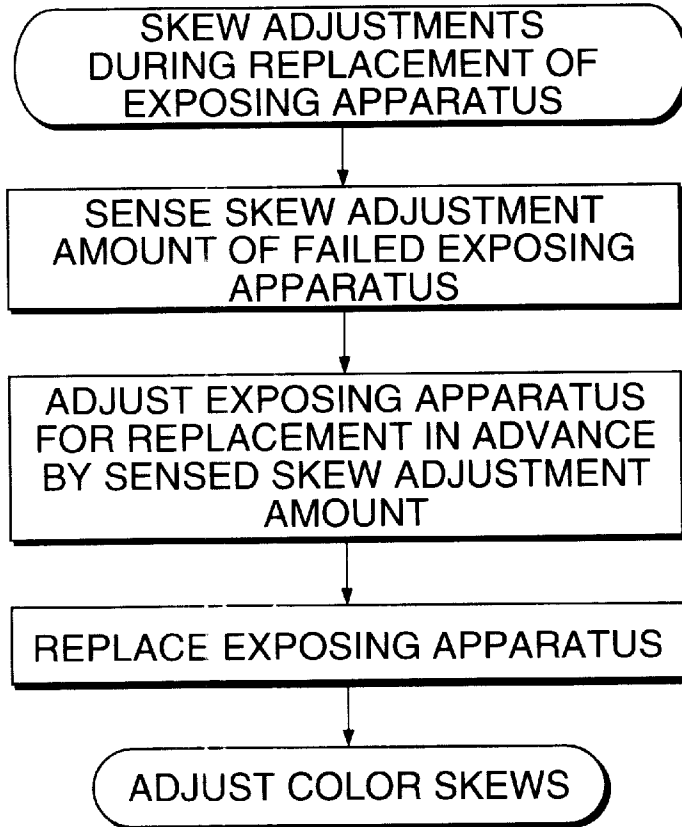 SKEW ADJUSTMENTS
DURING REPLACEMENT OF
EXPOSING APPARATUS
SENSE SKEW ADJUSTMENT
AMOUNT OF FAILED EXPOSING
APPARATUS
ADJUST EXPOSING APPARATUS
FOR REPLACEMENT IN ADVANCE
BY SENSED SKEW ADJUSTMENT
AMOUNT
REPLACE EXPOSING APPARATUS
ADJUST COLOR SKEWS